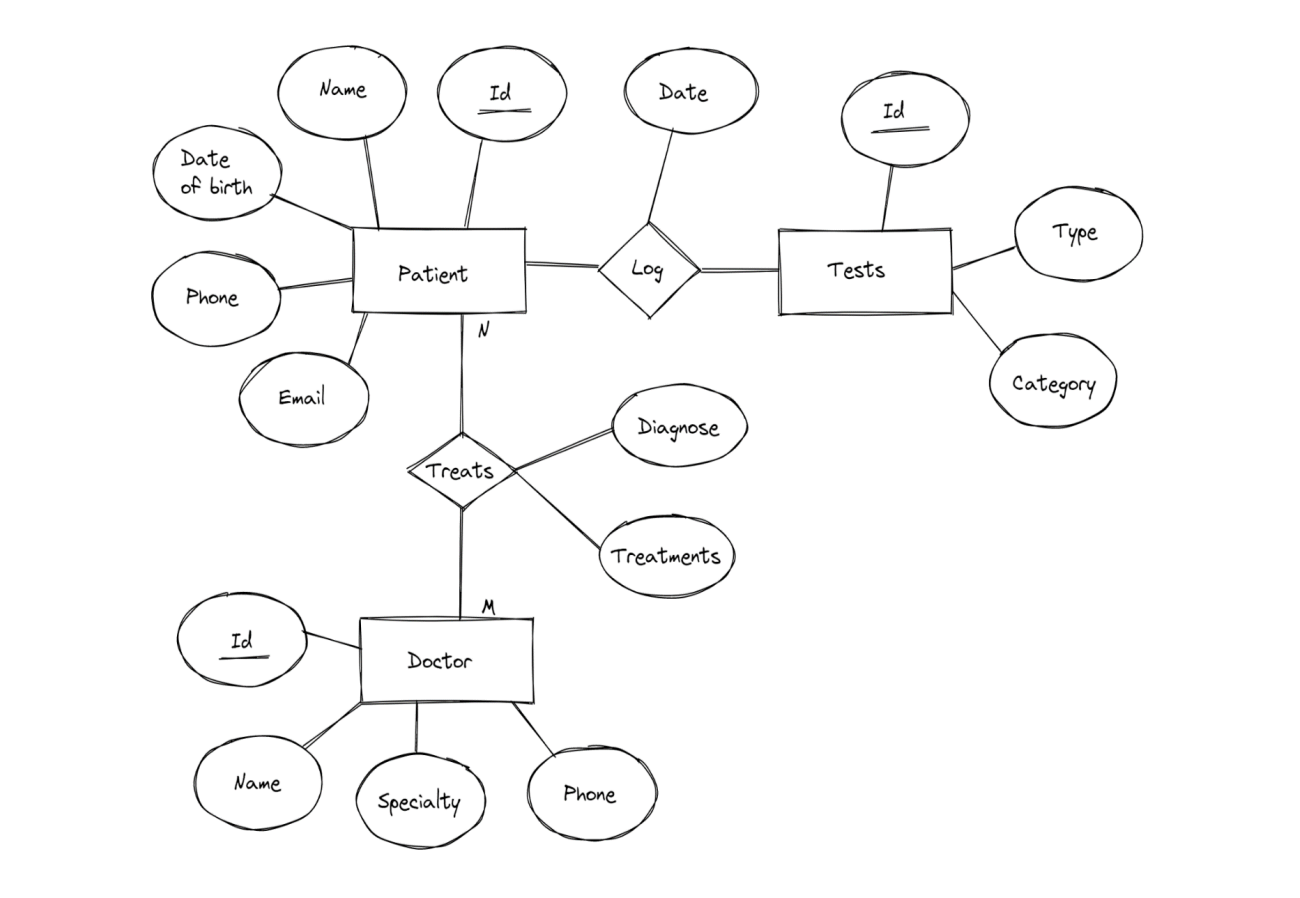 Name
Id
Date
Id
Date
of birth
Type
Patient
Log
Tests
Phone
N
Category
Email
Diagnose
Treats
Treatments
M
Id
Doctor
Name
Specialty
Phone